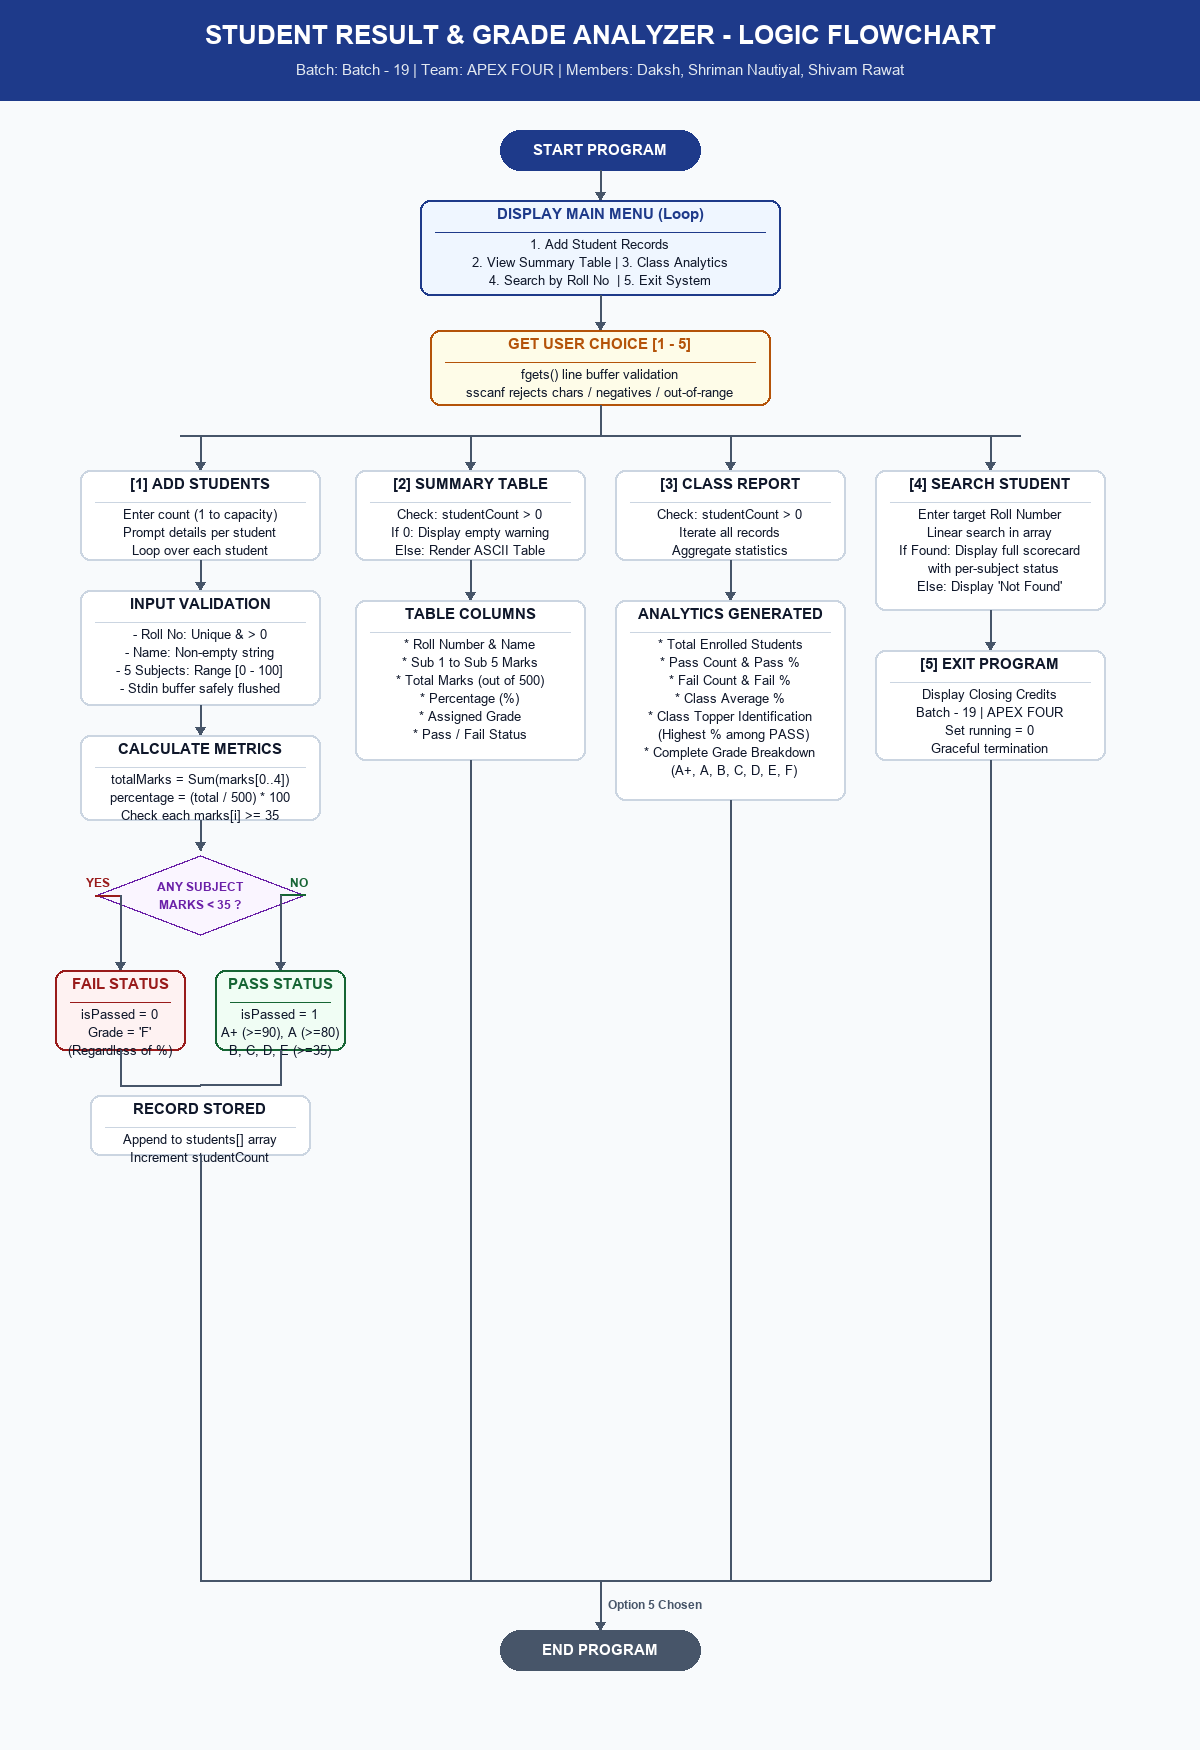 STUDENT RESULT & GRADE ANALYZER - LOGIC FLOWCHART
Batch: Batch - 19 | Team: APEX FOUR | Members: Daksh, Shriman Nautiyal, Shivam Rawat
START PROGRAM
DISPLAY MAIN MENU (Loop)
1. Add Student Records
2. View Summary Table | 3. Class Analytics
4. Search by Roll No | 5. Exit System
GET USER CHOICE [1 - 5]
fgets() line buffer validation
sscanf rejects chars / negatives / out-of-range
[1] ADD STUDENTS
Enter count (1 to capacity)
Prompt details per student
Loop over each student
INPUT VALIDATION
- Roll No: Unique & > 0
- Name: Non-empty string
- 5 Subjects: Range [0 - 100]
- Stdin buffer safely flushed
CALCULATE METRICS
totalMarks = Sum(marks[0..4])
percentage = (total / 500) * 100
Check each marks[i] >= 35
YES
ANY SUBJECT
MARKS < 35 ?
NO
FAIL STATUS
isPassed = 0
Grade = 'F'
(Regardless of %)
PASS STATUS
isPassed = 1
A+ (>=90), A (>=80)
B, C, D, E (>=35)
RECORD STORED
Append to students[] array
Increment studentCount
[2] SUMMARY TABLE
Check: studentCount > 0
If 0: Display empty warning
Else: Render ASCII Table
TABLE COLUMNS
* Roll Number & Name
* Sub 1 to Sub 5 Marks
* Total Marks (out of 500)
* Percentage (%)
* Assigned Grade
* Pass / Fail Status
[3] CLASS REPORT
Check: studentCount > 0
Iterate all records
Aggregate statistics
ANALYTICS GENERATED
* Total Enrolled Students
* Pass Count & Pass %
* Fail Count & Fail %
* Class Average %
* Class Topper Identification
(Highest % among PASS)
* Complete Grade Breakdown
(A+, A, B, C, D, E, F)
[4] SEARCH STUDENT
Enter target Roll Number
Linear search in array
If Found: Display full scorecard
with per-subject status
Else: Display 'Not Found'
[5] EXIT PROGRAM
Display Closing Credits
Batch - 19 | APEX FOUR
Set running = 0
Graceful termination
Option 5 Chosen
END PROGRAM